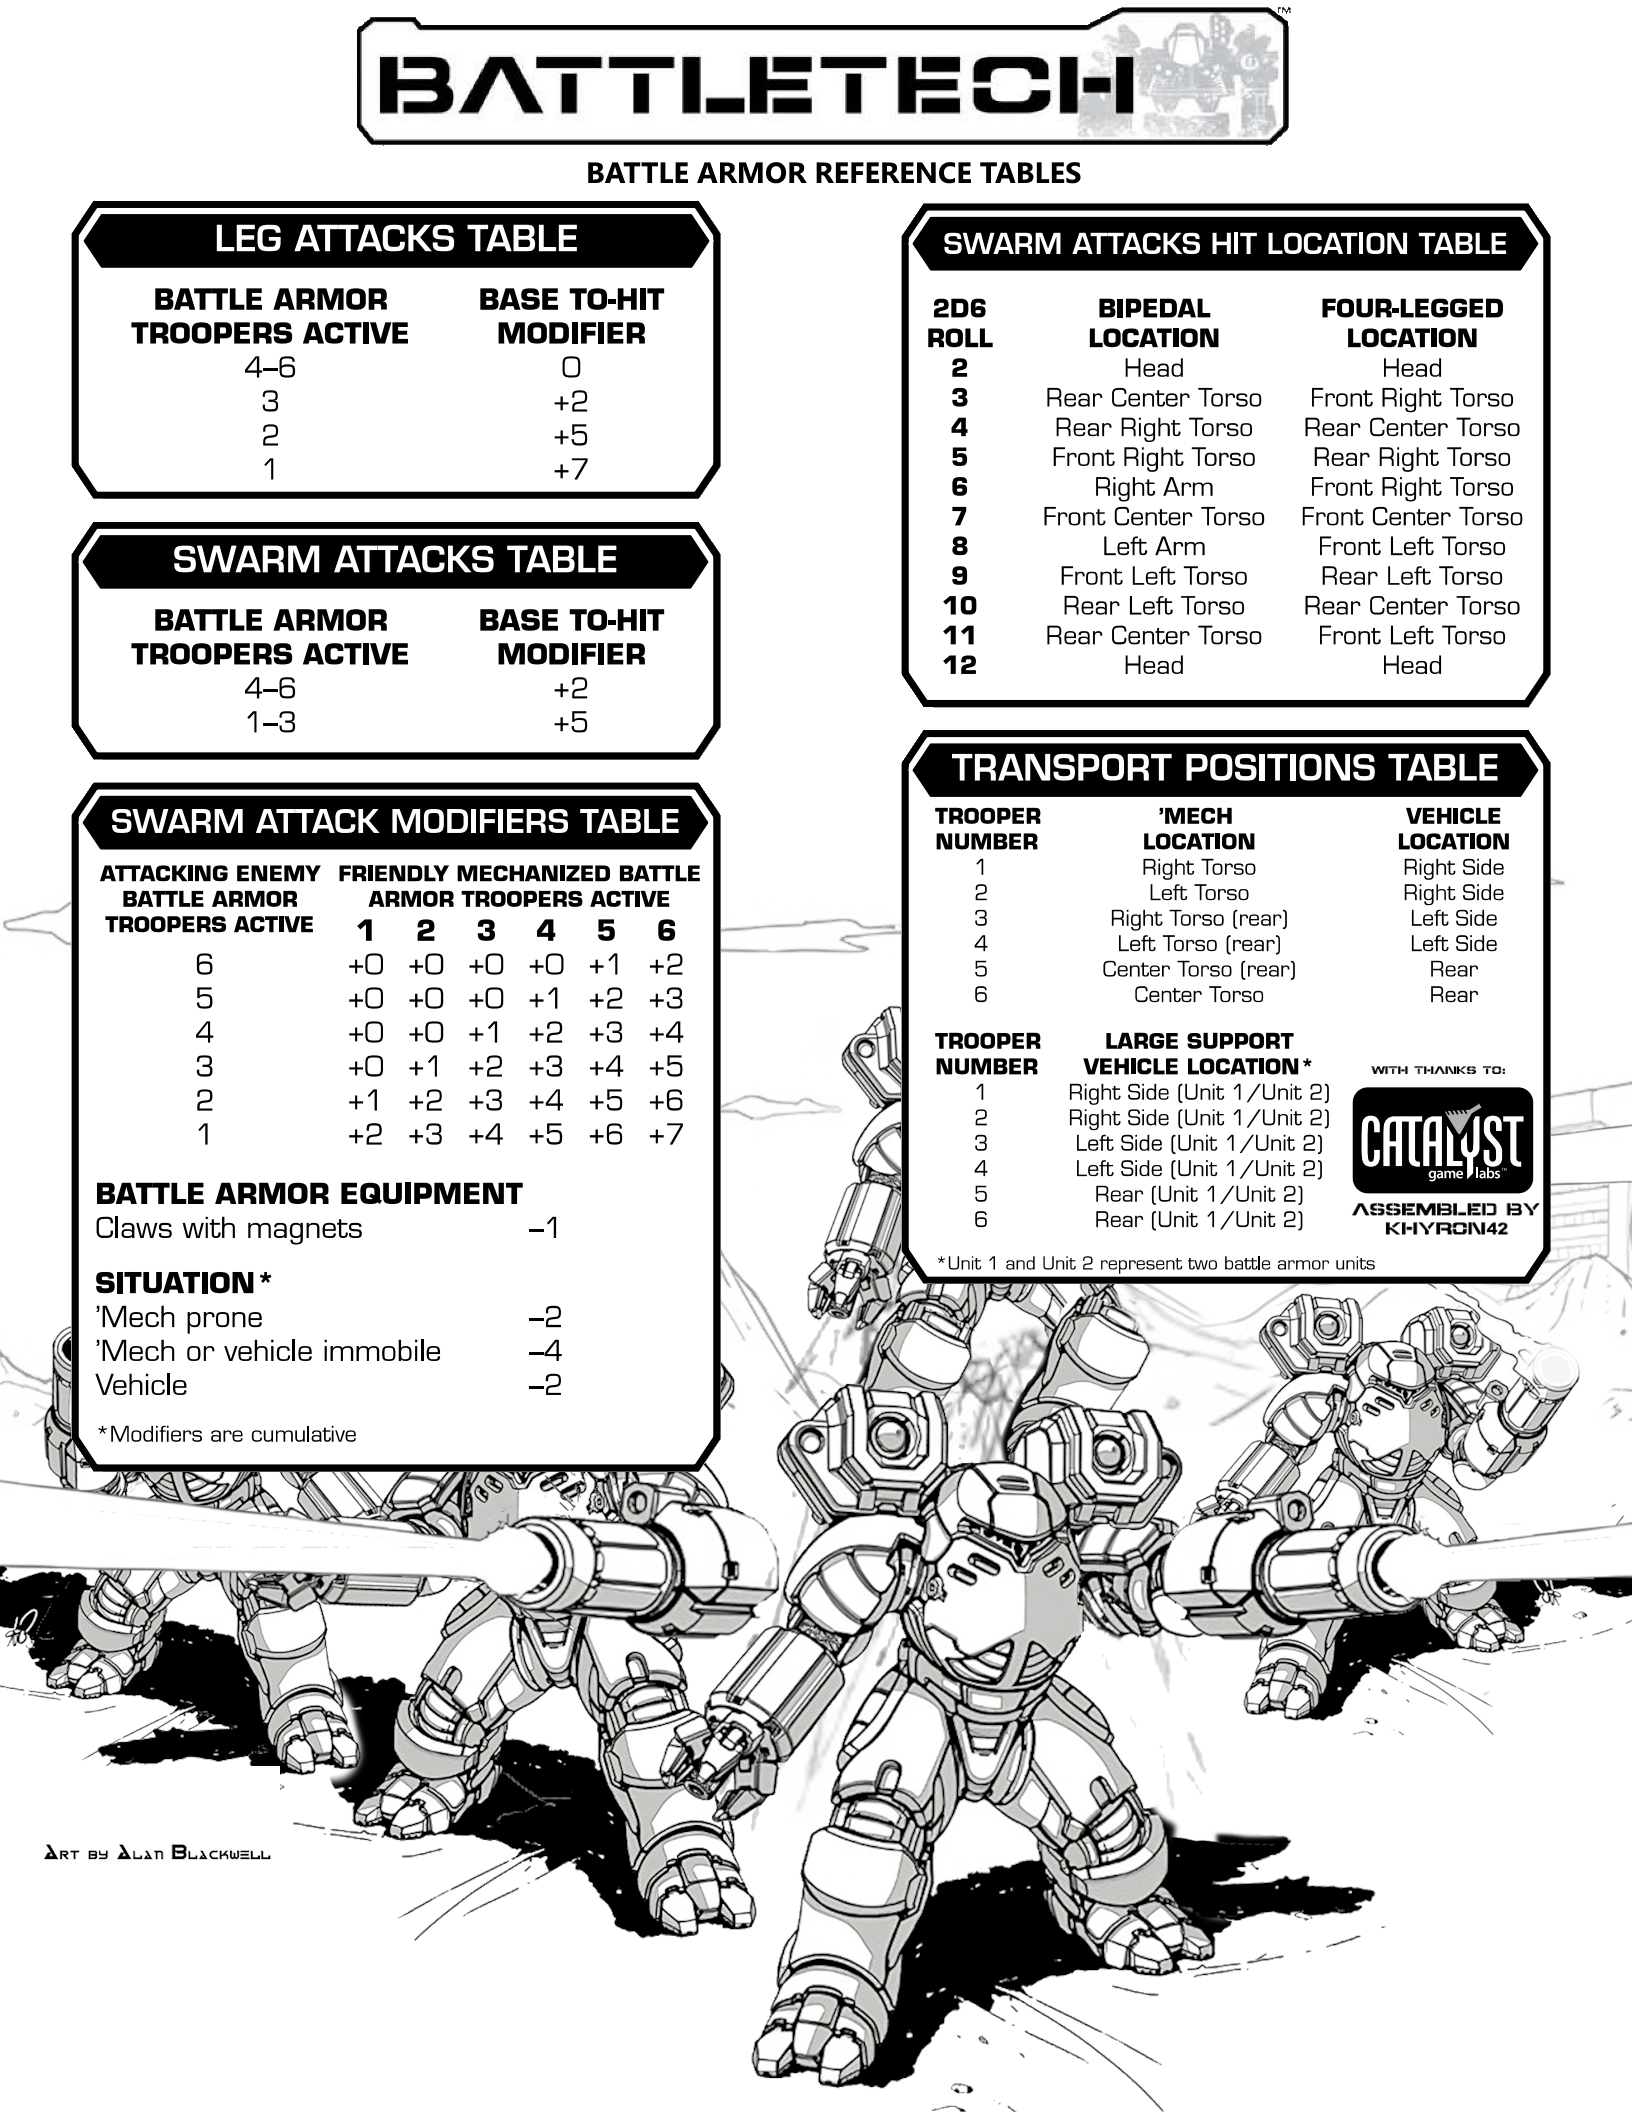 BATTLETECH™
BATTLE ARMOR REFERENCE TABLES
LEG ATTACKS TABLE
BATTLE ARMOR TROOPERS ACTIVE BASE TO-HIT MODIFIER
4–6 0
3 +2
2 +5
1 +7
SWARM ATTACKS TABLE
BATTLE ARMOR TROOPERS ACTIVE BASE TO-HIT MODIFIER
4–6 +2
1–3 +5
SWARM ATTACK MODIFIERS TABLE
ATTACKING ENEMY BATTLE ARMOR TROOPERS ACTIVE FRIENDLY MECHANIZED BATTLE ARMOR TROOPERS ACTIVE
1 2 3 4 5 6
6 +0 +0 +0 +0 +1 +2
5 +0 +0 +0 +1 +2 +3
4 +0 +0 +1 +2 +3 +4
3 +0 +1 +2 +3 +4 +5
2 +1 +2 +3 +4 +5 +6
1 +2 +3 +4 +5 +6 +7
BATTLE ARMOR EQUIPMENT
Claws with magnets –1
SITUATION*
'Mech prone –2
'Mech or vehicle immobile –4
Vehicle –2
*Modifiers are cumulative
SWARM ATTACKS HIT LOCATION TABLE
2D6 ROLL BIPEDAL LOCATION FOUR-LEGGED LOCATION
2 Head Head
3 Rear Center Torso Front Right Torso
4 Rear Right Torso Rear Center Torso
5 Front Right Torso Rear Right Torso
6 Right Arm Front Right Torso
7 Front Center Torso Front Center Torso
8 Left Arm Front Left Torso
9 Front Left Torso Rear Left Torso
10 Rear Left Torso Rear Center Torso
11 Rear Center Torso Front Left Torso
12 Head Head
TRANSPORT POSITIONS TABLE
TROOPER NUMBER 'MECH LOCATION VEHICLE LOCATION
1 Right Torso Right Side
2 Left Torso Right Side
3 Right Torso (rear) Left Side
4 Left Torso (rear) Left Side
5 Center Torso (rear) Rear
6 Center Torso Rear
TROOPER NUMBER LARGE SUPPORT VEHICLE LOCATION*
1 Right Side (Unit 1/Unit 2)
2 Right Side (Unit 1/Unit 2)
3 Left Side (Unit 1/Unit 2)
4 Left Side (Unit 1/Unit 2)
5 Rear (Unit 1/Unit 2)
6 Rear (Unit 1/Unit 2)
*Unit 1 and Unit 2 represent two battle armor units
WITH THANKS TO:
CATALYST
game labs™
ASSEMBLED BY
KHYRON42
ART BY ALAN BLACKWELL